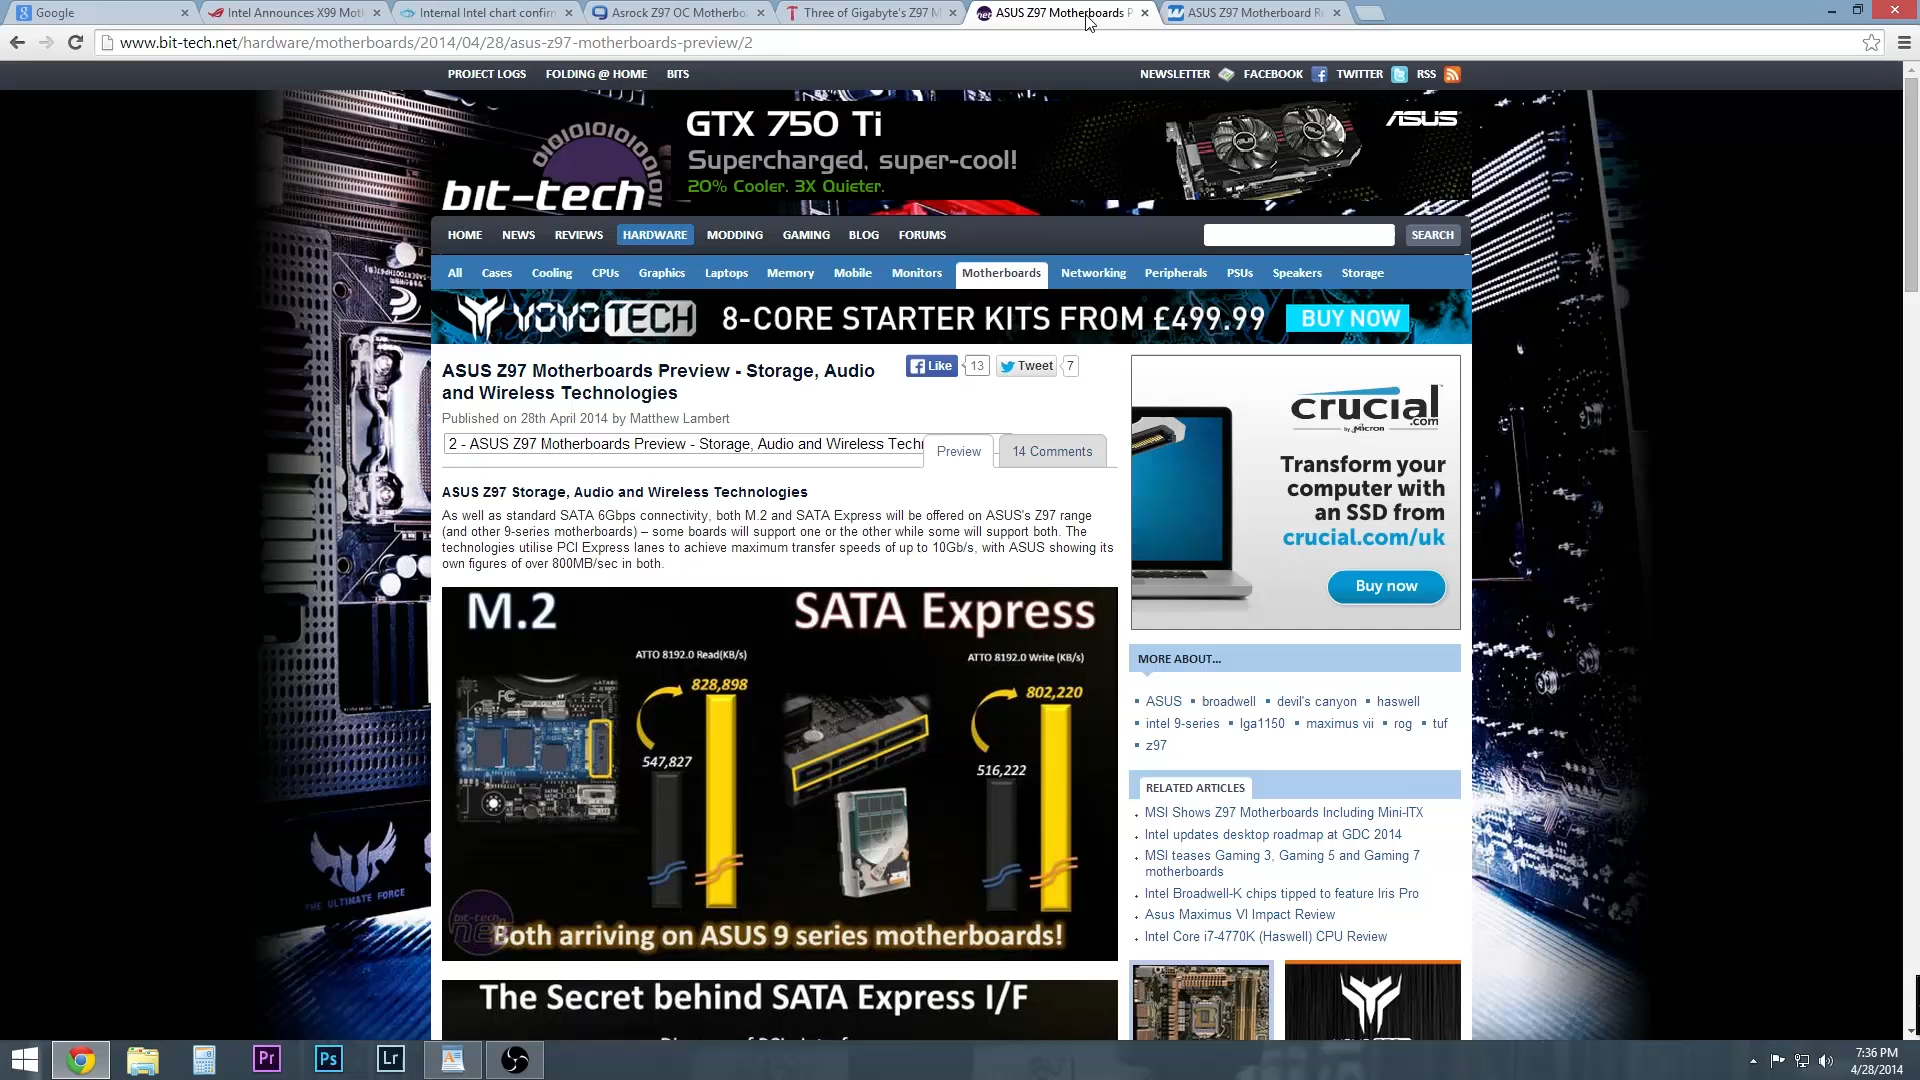 Google
Intel Announces X99 Mot
Internal Intel chart confirm
Asrock Z97 OC Motherbo
Three of Gigabyte's Z97 M
ASUS Z97 Motherboards P
ASUS Z97 Motherboard R
www.bit-tech.net/hardware/motherboards/2014/04/28/asus-z97-motherboards-preview/2
PROJECT LOGS FOLDING @ HOME BITS
NEWSLETTER FACEBOOK TWITTER RSS
GTX 750 Ti
Supercharged, super-cool!
20% Cooler. 3X Quieter.
ASUS
bit-tech
HOME NEWS REVIEWS HARDWARE MODDING GAMING BLOG FORUMS
SEARCH
All Cases Cooling CPUs Graphics Laptops Memory Mobile Monitors Motherboards Networking Peripherals PSUs Speakers Storage
YOYOTECH 8-CORE STARTER KITS FROM £499.99 BUY NOW
ASUS Z97 Motherboards Preview - Storage, Audio
and Wireless Technologies
Like 13 Tweet 7
Published on 28th April 2014 by Matthew Lambert
2 - ASUS Z97 Motherboards Preview - Storage, Audio and Wireless Techn
Preview
14 Comments
ASUS Z97 Storage, Audio and Wireless Technologies
As well as standard SATA 6Gbps connectivity, both M.2 and SATA Express will be offered on ASUS's Z97 range
(and other 9-series motherboards) – some boards will support one or the other while some will support both. The
technologies utilise PCI Express lanes to achieve maximum transfer speeds of up to 10Gb/s, with ASUS showing its
own figures of over 800MB/sec in both.
M.2
SATA Express
ATTO 8192.0 Read(KB/s)
ATTO 8192.0 Write (KB/s)
828,898
802,220
547,827
516,222
bit-tech
net
Both arriving on ASUS 9 series motherboards!
The Secret behind SATA Express I/F
crucial
.com
by Micron
Transform your
computer with
an SSD from
crucial.com/uk
Buy now
MORE ABOUT...
ASUS broadwell devil's canyon haswell
intel 9-series lga1150 maximus vii rog tuf
z97
RELATED ARTICLES
MSI Shows Z97 Motherboards Including Mini-ITX
Intel updates desktop roadmap at GDC 2014
MSI teases Gaming 3, Gaming 5 and Gaming 7
motherboards
Intel Broadwell-K chips tipped to feature Iris Pro
Asus Maximus VI Impact Review
Intel Core i7-4770K (Haswell) CPU Review
THE ULTIMATE FORCE
Pr
Ps
Lr
7:36 PM
4/28/2014